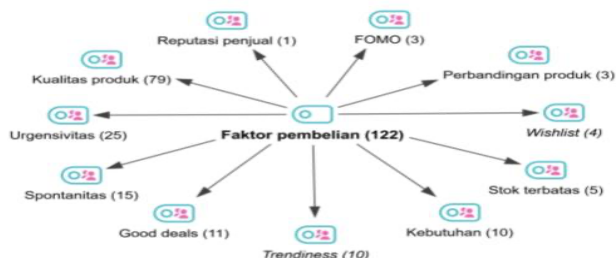 Reputasi penjual (1)
FOMO (3)
Kualitas produk (79)
Perbandingan produk (3)
Urgensivitas (25)
Faktor pembelian (122)
Wishlist (4)
Spontanitas (15)
Stok terbatas (5)
Good deals (11)
Kebutuhan (10)
Trendiness (10)